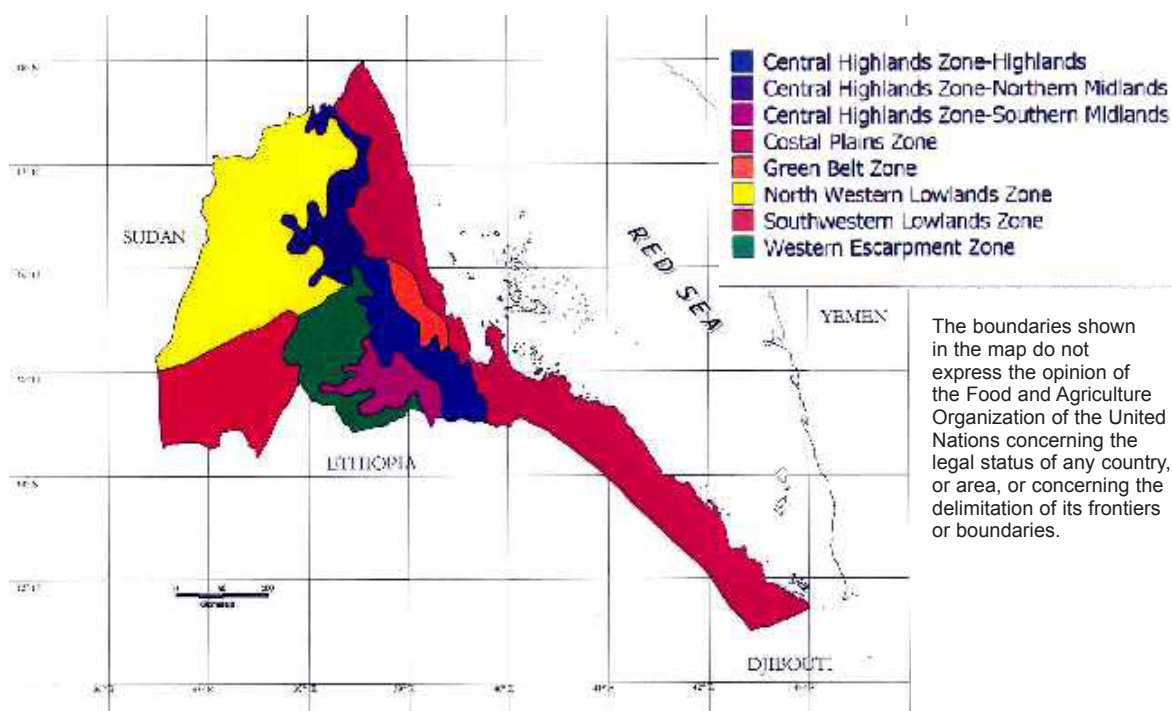 Central Highlands Zone-Highlands
Central Highlands Zone-Northern Midlands
Central Highlands Zone-Southern Midlands
Costal Plains Zone
Green Belt Zone
North Western Lowlands Zone
Southwestern Lowlands Zone
Western Escarpment Zone
SUDAN
RED SEA
YEMEN
ETHIOPIA
DJIBOUTI
The boundaries shown
in the map do not
express the opinion of
the Food and Agriculture
Organization of the United
Nations concerning the
legal status of any country,
or area, or concerning the
delimitation of its frontiers
or boundaries.